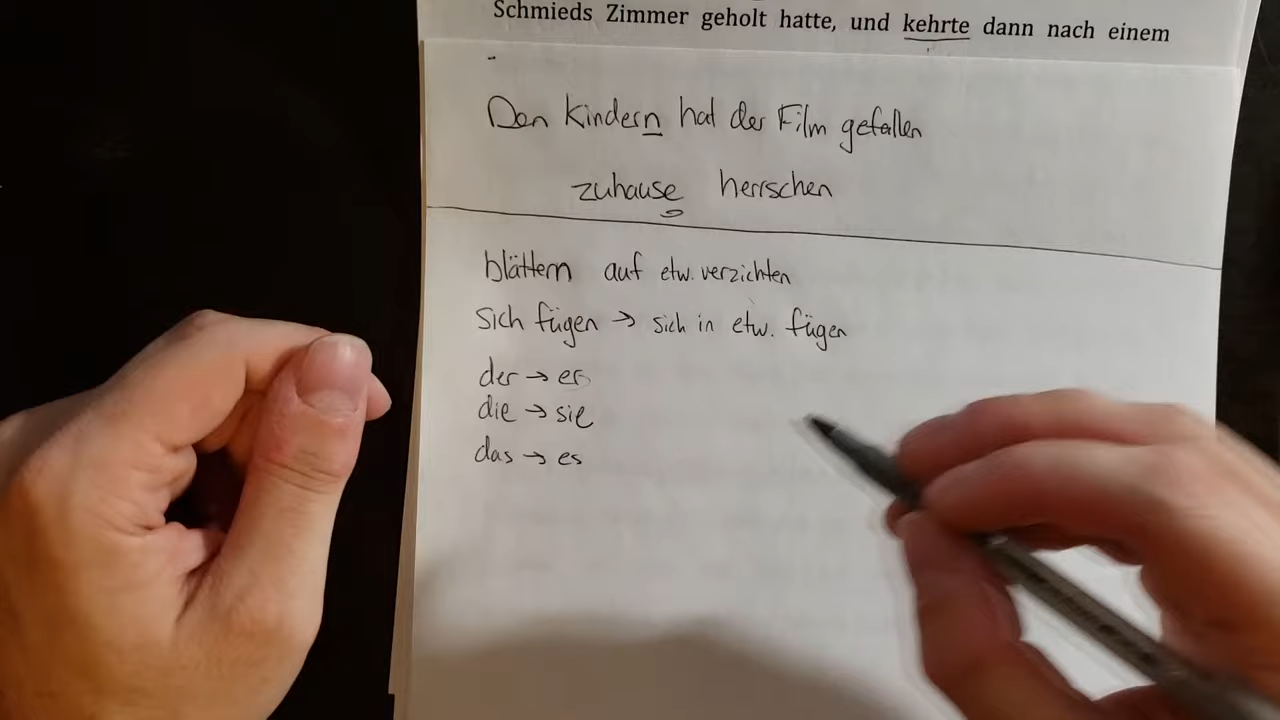 Schmieds Zimmer geholt hatte, und kehrte dann nach einem
Den Kindern hat der Film gefallen
zuhause herrschen
blättern auf etw. verzichten
sich fügen → sich in etw. fügen
der → er
die → sie
das → es